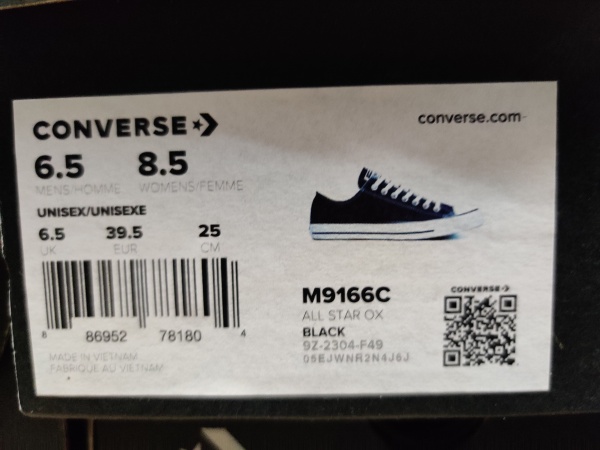 CONVERSE
converse.com
6.5 8.5
MENS/HOMME WOMENS/FEMME
UNISEX/UNISEXE
6.5 39.5 25
UK EUR CM
8 86952 78180 4
MADE IN VIETNAM
FABRIQUE AU VIETNAM
M9166C
ALL STAR OX
BLACK
9Z-2304-F49
05EJWNR2N4J6J
CONVERSE